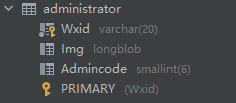 administrator
Wxid varchar(20)
Img longblob
Admincode smallint(6)
PRIMARY (Wxid)